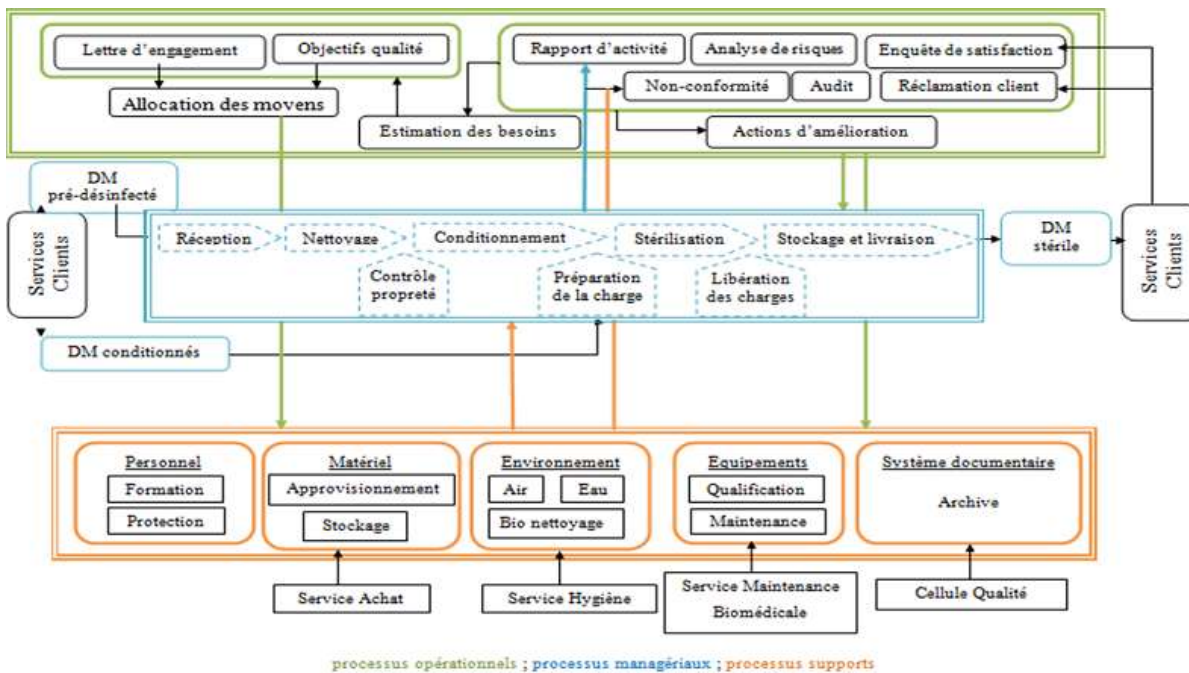 Lettre d'engagement
Objectifs qualité
Allocation des movens
Estimation des besoins
Rapport d'activité
Analyse de risques
Enquête de satisfaction
Non-conformité
Audit
Réclamation client
Actions d'amélioration
DM
pré-désinfecté
Services
Clients
Réception
Nettovaze
Conditionnement
Stérilisation
Stockage et livraison
Contrôle
propreté
Préparation
de la charge
Libération
des charges
DM
stérile
Services
Clients
DM conditionnés
Personnel
Formation
Protection
Matériel
Approvisionnement
Stockage
Environnement
Air
Eau
Bio nettoyage
Equipements
Qualification
Maintenance
Système documentaire
Archive
Service Achat
Service Hygiène
Service Maintenance
Biomédicale
Cellule Qualité
processus opérationnels ; processus managériaux ; processus supports